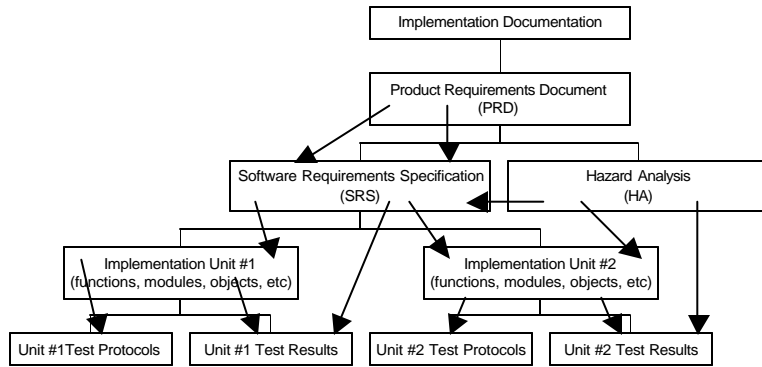 Implementation Documentation
Product Requirements Document
(PRD)
Software Requirements Specification
(SRS)
Hazard Analysis
(HA)
Implementation Unit #1
(functions, modules, objects, etc)
Implementation Unit #2
(functions, modules, objects, etc)
Unit #1Test Protocols
Unit #1 Test Results
Unit #2 Test Protocols
Unit #2 Test Results